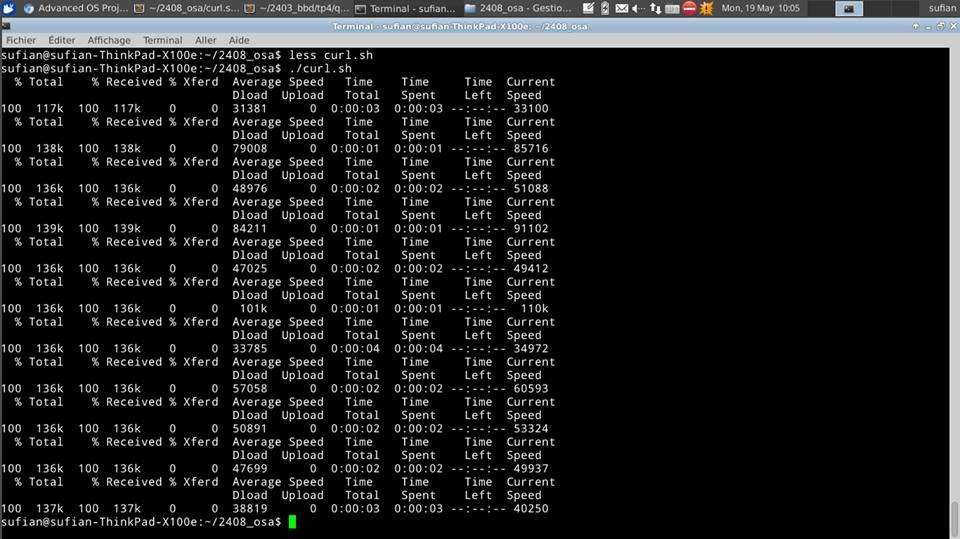 Advanced OS Proj... ~/2408_osa/curl.s... ~/2403_bbd/tp4/q... Terminal - sufian... 2408_osa - Gestio... Mon, 19 May 10:05 sufian
Terminal - sufian@sufian-ThinkPad-X100e: ~/2408_osa
Fichier Éditer Affichage Terminal Aller Aide
sufian@sufian-ThinkPad-X100e:~/2408_osa$ less curl.sh
sufian@sufian-ThinkPad-X100e:~/2408_osa$ ./curl.sh
% Total % Received % Xferd Average Speed Time Time Time Current
Dload Upload Total Spent Left Speed
100 117k 100 117k 0 0 31381 0 0:00:03 0:00:03 --:--:-- 33100
% Total % Received % Xferd Average Speed Time Time Time Current
Dload Upload Total Spent Left Speed
100 138k 100 138k 0 0 79008 0 0:00:01 0:00:01 --:--:-- 85716
% Total % Received % Xferd Average Speed Time Time Time Current
Dload Upload Total Spent Left Speed
100 136k 100 136k 0 0 48976 0 0:00:02 0:00:02 --:--:-- 51088
% Total % Received % Xferd Average Speed Time Time Time Current
Dload Upload Total Spent Left Speed
100 139k 100 139k 0 0 84211 0 0:00:01 0:00:01 --:--:-- 91102
% Total % Received % Xferd Average Speed Time Time Time Current
Dload Upload Total Spent Left Speed
100 136k 100 136k 0 0 47025 0 0:00:02 0:00:02 --:--:-- 49412
% Total % Received % Xferd Average Speed Time Time Time Current
Dload Upload Total Spent Left Speed
100 136k 100 136k 0 0 101k 0 0:00:01 0:00:01 --:--:-- 110k
% Total % Received % Xferd Average Speed Time Time Time Current
Dload Upload Total Spent Left Speed
100 136k 100 136k 0 0 33785 0 0:00:04 0:00:04 --:--:-- 34972
% Total % Received % Xferd Average Speed Time Time Time Current
Dload Upload Total Spent Left Speed
100 136k 100 136k 0 0 57058 0 0:00:02 0:00:02 --:--:-- 60593
% Total % Received % Xferd Average Speed Time Time Time Current
Dload Upload Total Spent Left Speed
100 136k 100 136k 0 0 50891 0 0:00:02 0:00:02 --:--:-- 53324
% Total % Received % Xferd Average Speed Time Time Time Current
Dload Upload Total Spent Left Speed
100 136k 100 136k 0 0 47699 0 0:00:02 0:00:02 --:--:-- 49937
% Total % Received % Xferd Average Speed Time Time Time Current
Dload Upload Total Spent Left Speed
100 137k 100 137k 0 0 38819 0 0:00:03 0:00:03 --:--:-- 40250
sufian@sufian-ThinkPad-X100e:~/2408_osa$